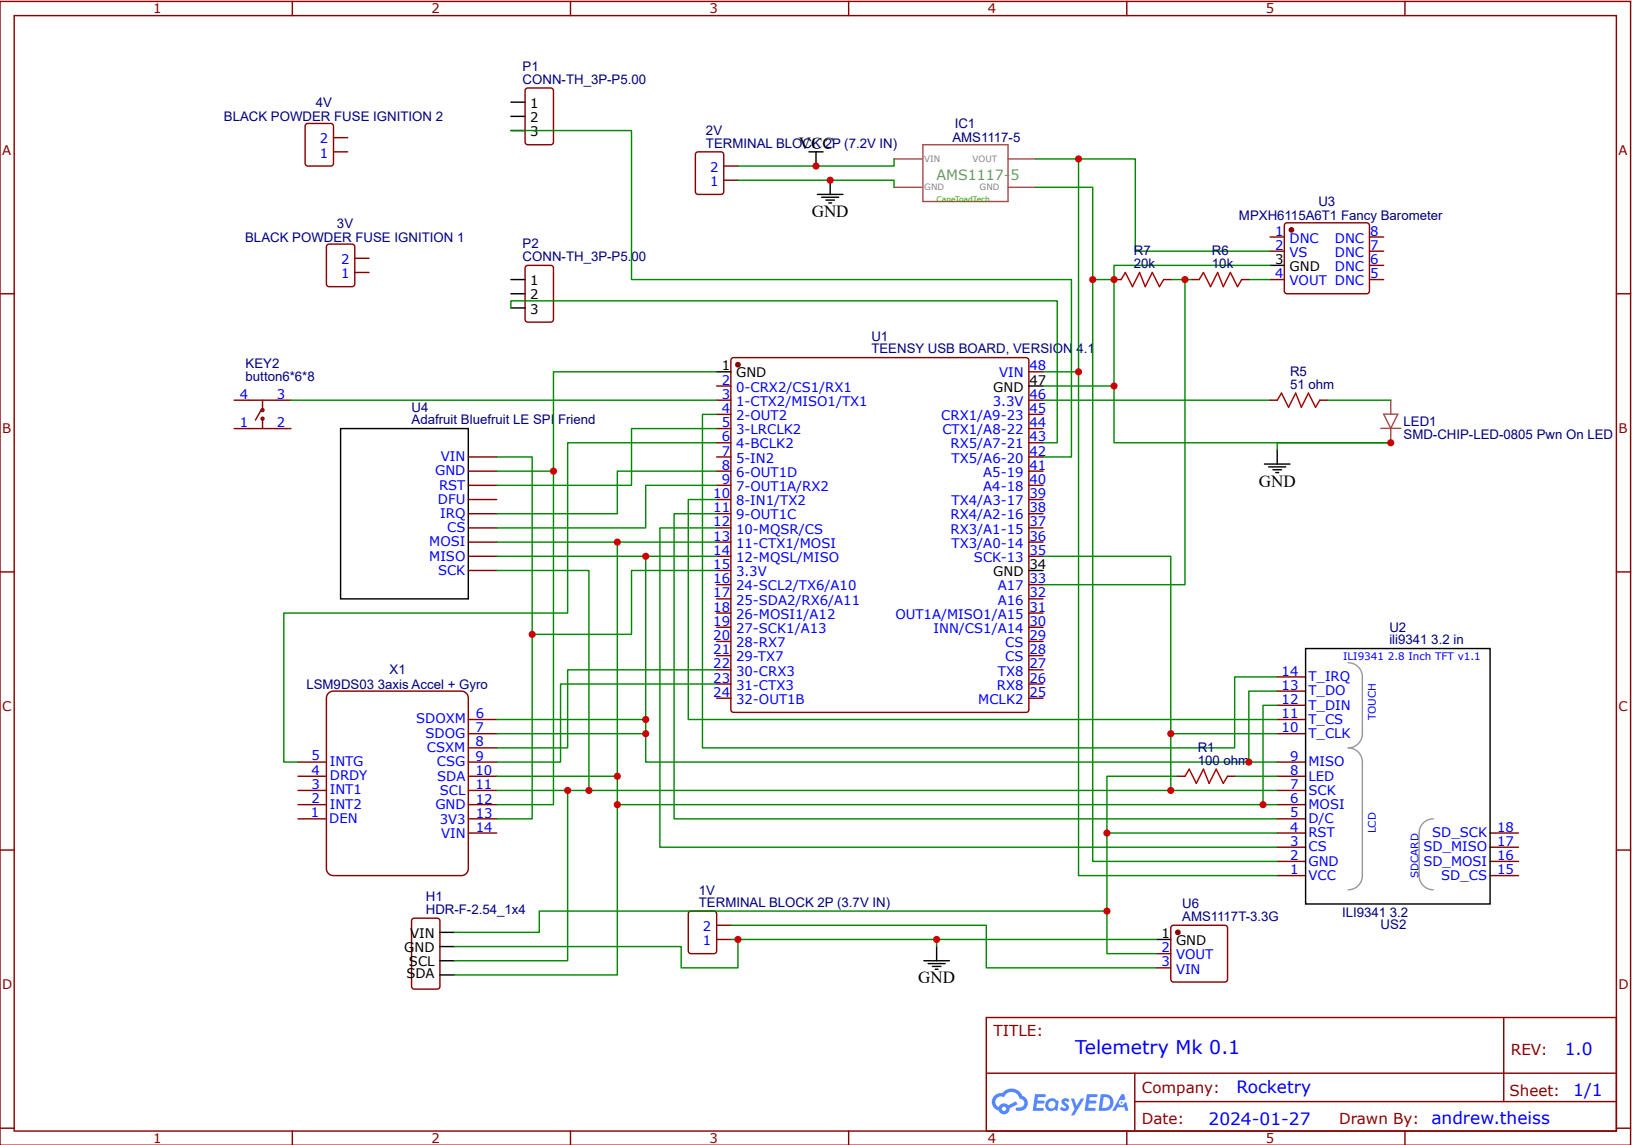 1 2 3 4 5
A
B
C
D
A
B
C
D
1 2 3 4 5
P1
CONN-TH_3P-P5.00
1
2
3
4V
BLACK POWDER FUSE IGNITION 2
2
1
3V
BLACK POWDER FUSE IGNITION 1
2
1
P2
CONN-TH_3P-P5.00
1
2
3
2V
TERMINAL BLOCK 2P (7.2V IN)
2
1
VCC
GND
IC1
AMS1117-5
VIN VOUT
AMS1117-5
GND GND
CapeToadTech
U3
MPXH6115A6T1 Fancy Barometer
1 DNC DNC 8
2 VS DNC 7
3 GND DNC 6
4 VOUT DNC 5
R7
20k
R6
10k
KEY2
button6*6*8
4 3
1 2
U4
Adafruit Bluefruit LE SPI Friend
VIN
GND
RST
DFU
IRQ
CS
MOSI
MISO
SCK
U1
TEENSY USB BOARD, VERSION 4.1
1 GND VIN 48
2 0-CRX2/CS1/RX1 GND 47
3 1-CTX2/MISO1/TX1 3.3V 46
4 2-OUT2 CRX1/A9-23 45
5 3-LRCLK2 CTX1/A8-22 44
6 4-BCLK2 RX5/A7-21 43
7 5-IN2 TX5/A6-20 42
8 6-OUT1D A5-19 41
9 7-OUT1A/RX2 A4-18 40
10 8-IN1/TX2 TX4/A3-17 39
11 9-OUT1C RX4/A2-16 38
12 10-MQSR/CS RX3/A1-15 37
13 11-CTX1/MOSI TX3/A0-14 36
14 12-MQSL/MISO SCK-13 35
15 3.3V GND 34
16 24-SCL2/TX6/A10 A17 33
17 25-SDA2/RX6/A11 A16 32
18 26-MOSI1/A12 OUT1A/MISO1/A15 31
19 27-SCK1/A13 INN/CS1/A14 30
20 28-RX7 CS 29
21 29-TX7 CS 28
22 30-CRX3 TX8 27
23 31-CTX3 RX8 26
24 32-OUT1B MCLK2 25
R5
51 ohm
LED1
SMD-CHIP-LED-0805 Pwn On LED
GND
X1
LSM9DS03 3axis Accel + Gyro
SDOXM 6
SDOG 7
CSXM 8
5 INTG CSG 9
4 DRDY SDA 10
3 INT1 SCL 11
2 INT2 GND 12
1 DEN 3V3 13
VIN 14
U2
ili9341 3.2 in
ILI9341 2.8 Inch TFT v1.1
14 T_IRQ
13 T_DO
12 T_DIN
11 T_CS
10 T_CLK
TOUCH
9 MISO
8 LED
7 SCK
6 MOSI
5 D/C
4 RST
3 CS
2 GND
1 VCC
LCD
SDCARD
SD_SCK 18
SD_MISO 17
SD_MOSI 16
SD_CS 15
ILI9341 3.2
US2
R1
100 ohm
H1
HDR-F-2.54_1x4
VIN
GND
SCL
SDA
1V
TERMINAL BLOCK 2P (3.7V IN)
2
1
GND
U6
AMS1117T-3.3G
1 GND
2 VOUT
3 VIN
TITLE:
Telemetry Mk 0.1
REV: 1.0
EasyEDA
Company: Rocketry
Sheet: 1/1
Date: 2024-01-27 Drawn By: andrew.theiss